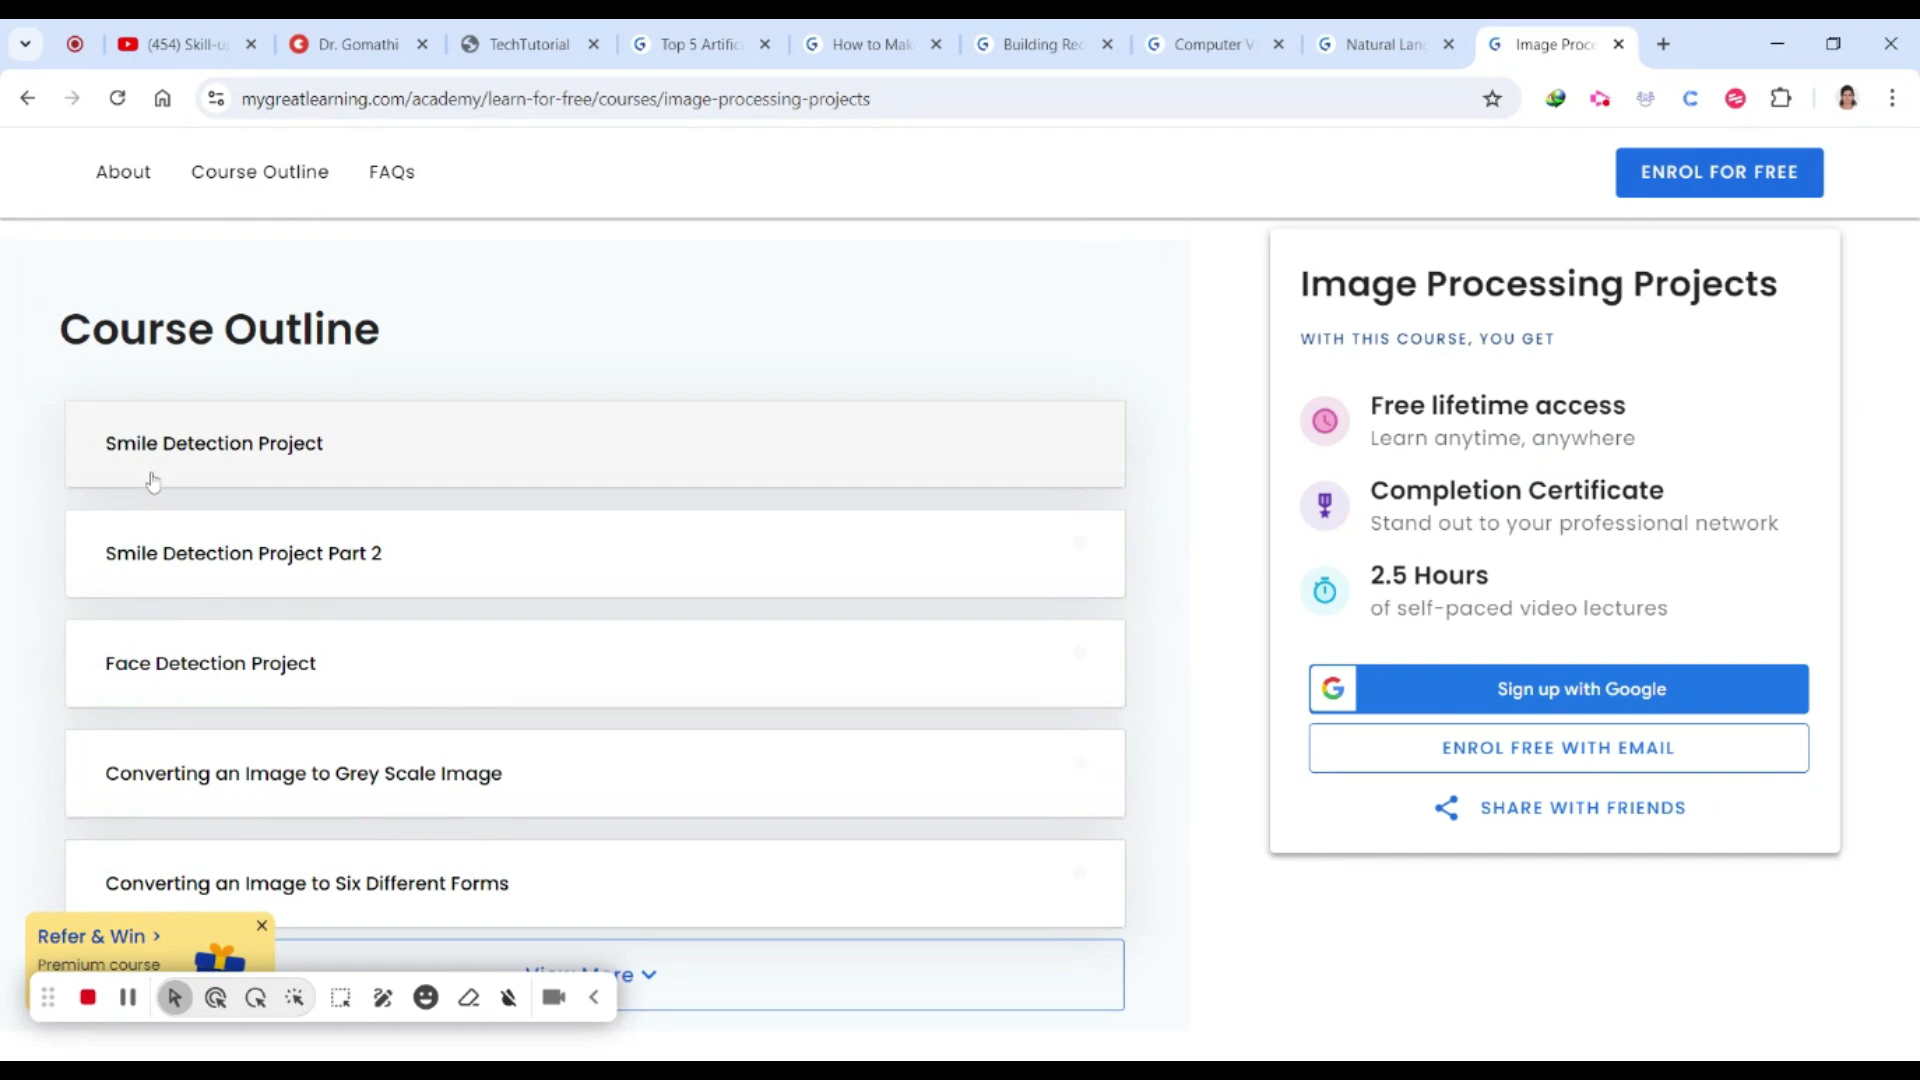 (454) Skill-u
Dr. Gomathi
TechTutorial
Top 5 Artific
How to Mak
Building Rec
Computer V
Natural Lan
Image Proce
mygreatlearning.com/academy/learn-for-free/courses/image-processing-projects
About
Course Outline
FAQs
ENROL FOR FREE
Course Outline
Smile Detection Project
Smile Detection Project Part 2
Face Detection Project
Converting an Image to Grey Scale Image
Converting an Image to Six Different Forms
View More
Refer & Win >
Premium course
Image Processing Projects
WITH THIS COURSE, YOU GET
Free lifetime access
Learn anytime, anywhere
Completion Certificate
Stand out to your professional network
2.5 Hours
of self-paced video lectures
Sign up with Google
ENROL FREE WITH EMAIL
SHARE WITH FRIENDS